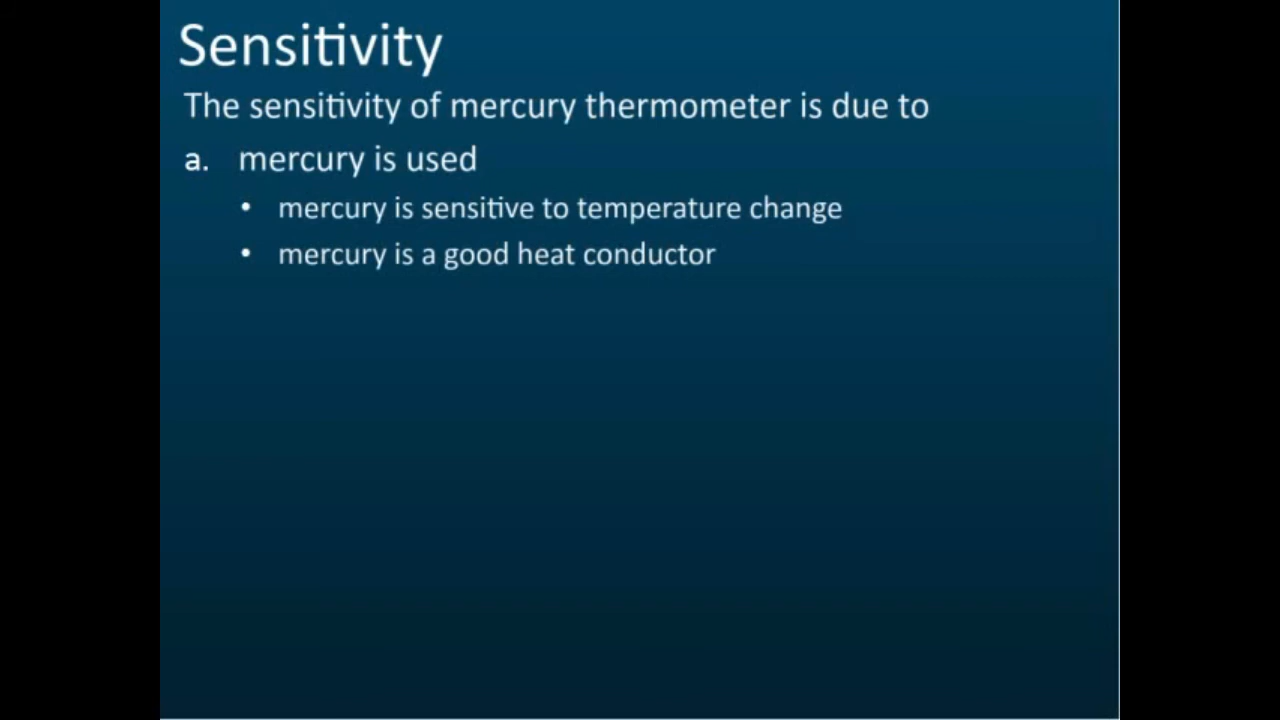 Sensitivity
The sensitivity of mercury thermometer is due to
a. mercury is used
• mercury is sensitive to temperature change
• mercury is a good heat conductor